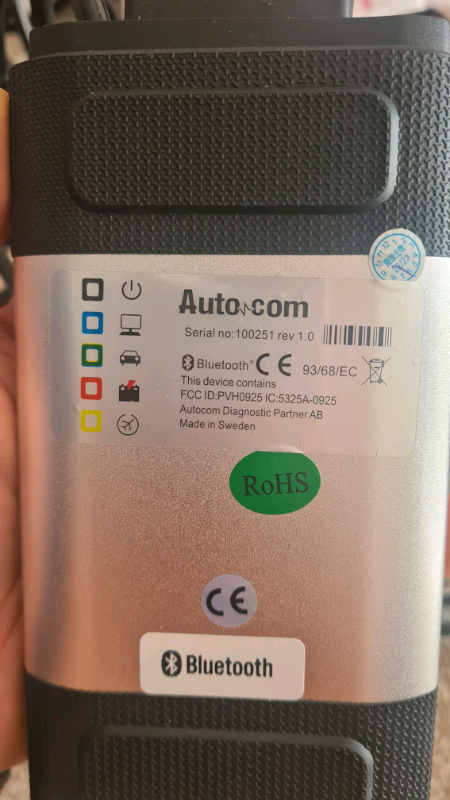 Autocom
Serial no:100251 rev 1.0
Bluetooth® CE 93/68/EC
This device contains
FCC ID:PVH0925 IC:5325A-0925
Autocom Diagnostic Partner AB
Made in Sweden
RoHS
CE
Bluetooth